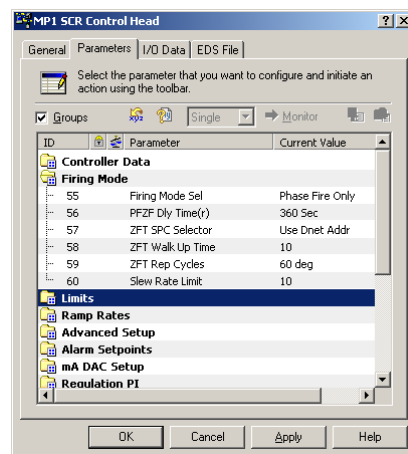 MP1 SCR Control Head
General Parameters I/O Data EDS File
Select the parameter that you want to configure and initiate an
action using the toolbar.
Groups Single Monitor
ID Parameter Current Value
Controller Data
Firing Mode
55 Firing Mode Sel Phase Fire Only
56 PFZF Dly Time(r) 360 Sec
57 ZFT SPC Selector Use Dnet Addr
58 ZFT Walk Up Time 10
59 ZFT Rep Cycles 60 deg
60 Slew Rate Limit 10
Limits
Ramp Rates
Advanced Setup
Alarm Setpoints
mA DAC Setup
Regulation PI
OK Cancel Apply Help